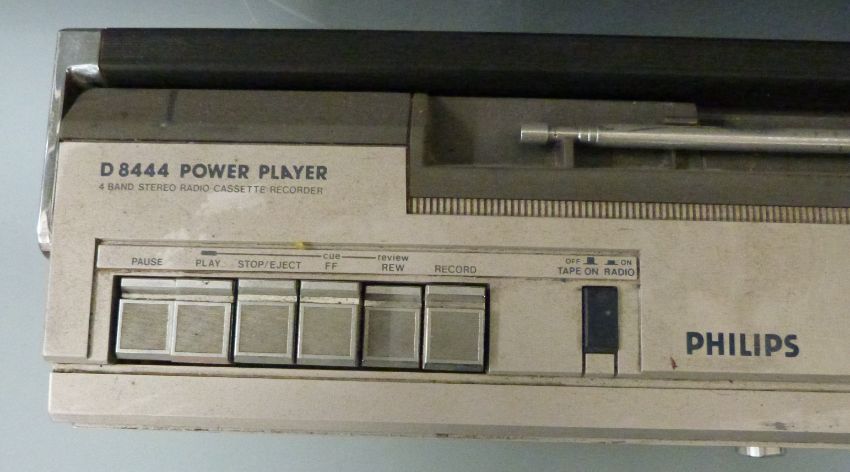 D 8444 POWER PLAYER
4 BAND STEREO RADIO CASSETTE RECORDER
cue review
PAUSE PLAY STOP/EJECT FF REW RECORD
OFF ON
TAPE ON RADIO
PHILIPS